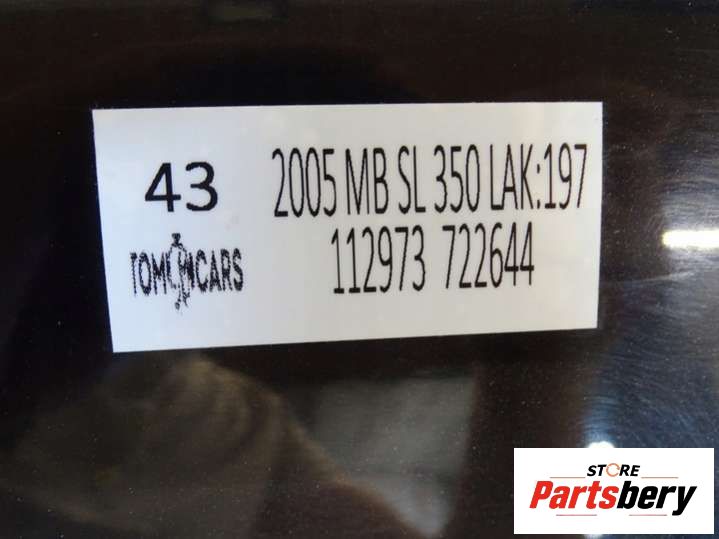 43
2005 MB SL 350 LAK:197
112973 722644
TOM CARS
STORE
Partsbery